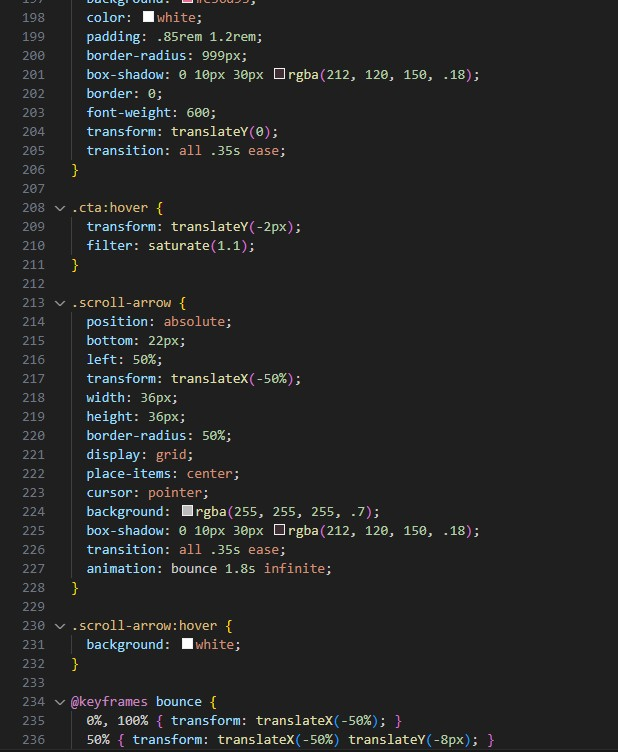 198 color: white;
199 padding: .85rem 1.2rem;
200 border-radius: 999px;
201 box-shadow: 0 10px 30px rgba(212, 120, 150, .18);
202 border: 0;
203 font-weight: 600;
204 transform: translateY(0);
205 transition: all .35s ease;
206 }
207
208 .cta:hover {
209 transform: translateY(-2px);
210 filter: saturate(1.1);
211 }
212
213 .scroll-arrow {
214 position: absolute;
215 bottom: 22px;
216 left: 50%;
217 transform: translateX(-50%);
218 width: 36px;
219 height: 36px;
220 border-radius: 50%;
221 display: grid;
222 place-items: center;
223 cursor: pointer;
224 background: rgba(255, 255, 255, .7);
225 box-shadow: 0 10px 30px rgba(212, 120, 150, .18);
226 transition: all .35s ease;
227 animation: bounce 1.8s infinite;
228 }
229
230 .scroll-arrow:hover {
231 background: white;
232 }
233
234 @keyframes bounce {
235 0%, 100% { transform: translateX(-50%); }
236 50% { transform: translateX(-50%) translateY(-8px); }